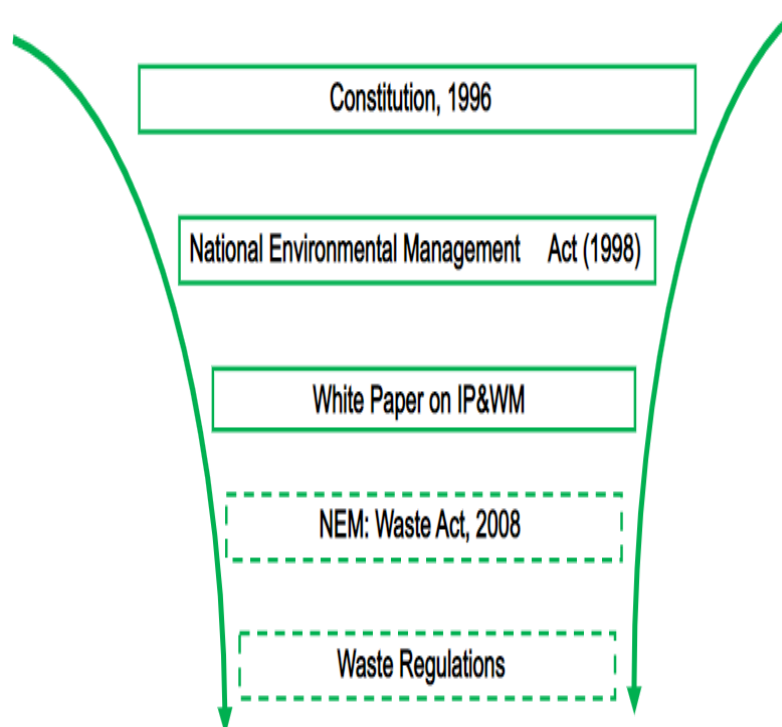 Constitution, 1996
National Environmental Management Act (1998)
White Paper on IP&WM
NEM: Waste Act, 2008
Waste Regulations